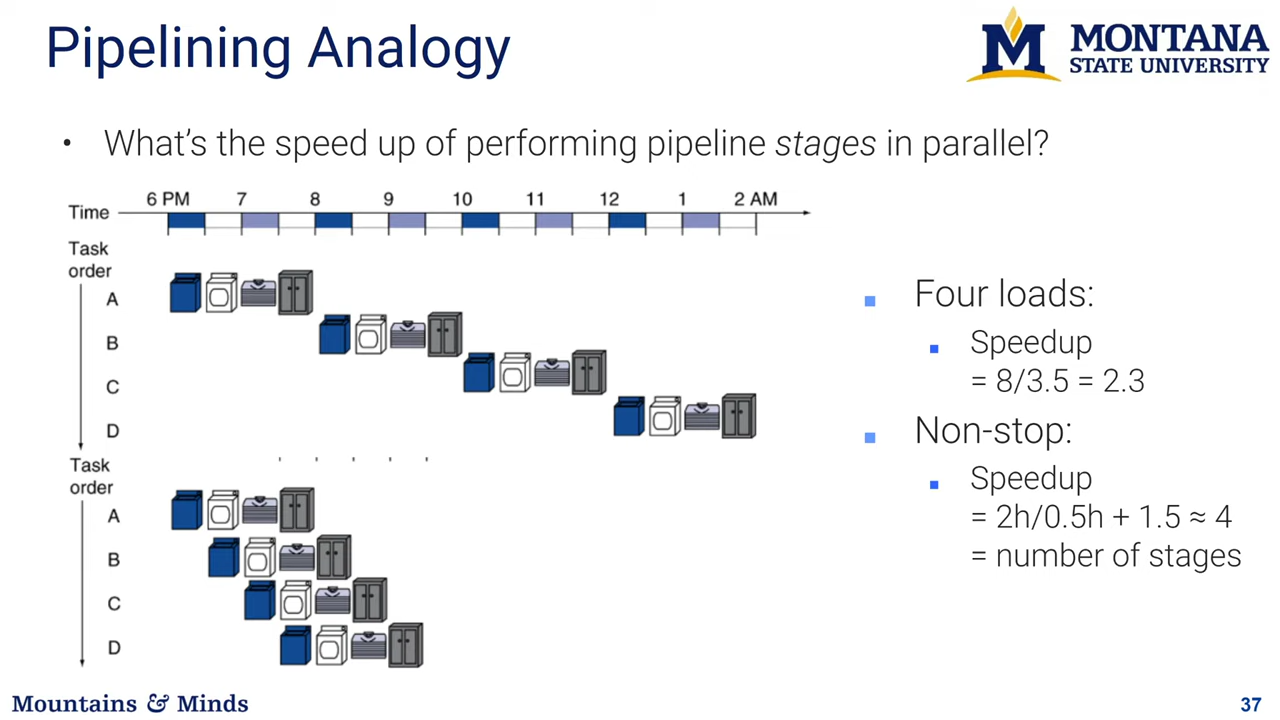 Pipelining Analogy
M MONTANA
STATE UNIVERSITY
• What's the speed up of performing pipeline stages in parallel?
6 PM 7 8 9 10 11 12 1 2 AM
Time
Task
order
A
B
C
D
Task
order
A
B
C
D
Four loads:
Speedup
= 8/3.5 = 2.3
Non-stop:
Speedup
= 2h/0.5h + 1.5 ≈ 4
= number of stages
Mountains & Minds
37